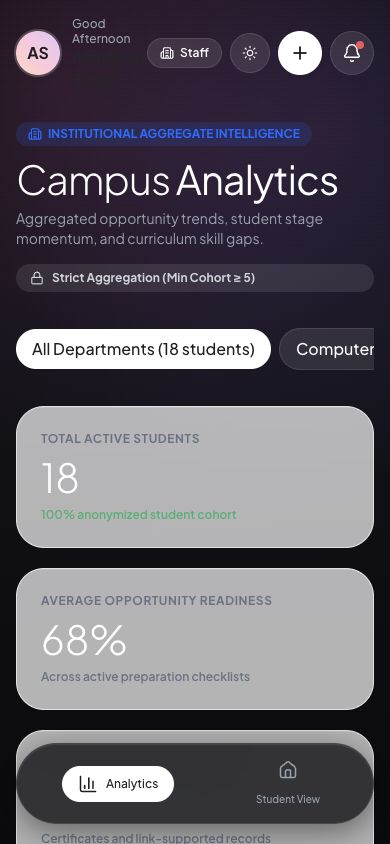 AS
Good
Afternoon
Staff
INSTITUTIONAL AGGREGATE INTELLIGENCE
Campus Analytics
Aggregated opportunity trends, student stage
momentum, and curriculum skill gaps.
Strict Aggregation (Min Cohort ≥ 5)
All Departments (18 students)
Computer
TOTAL ACTIVE STUDENTS
18
100% anonymized student cohort
AVERAGE OPPORTUNITY READINESS
68%
Across active preparation checklists
Analytics
Student View
Certificates and link-supported records